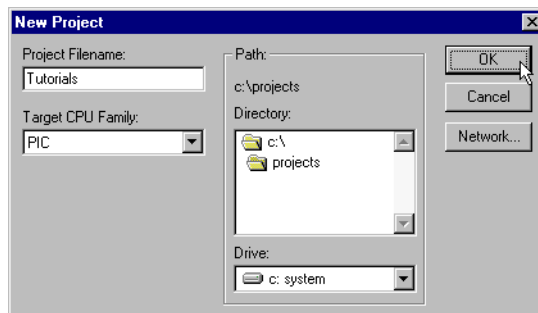 New Project
Project Filename:
Tutorials
Target CPU Family:
PIC
Path:
c:\projects
Directory:
c:\
projects
Drive:
c: system
OK
Cancel
Network...